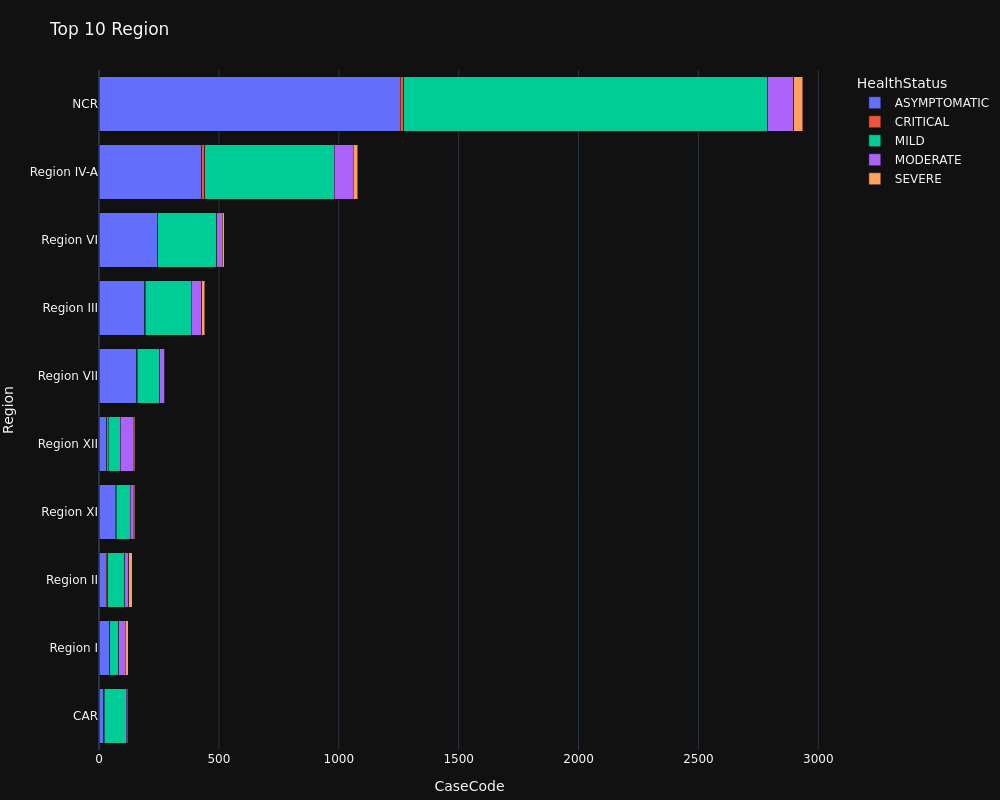 Top 10 Region
HealthStatus
ASYMPTOMATIC
CRITICAL
MILD
MODERATE
SEVERE
Region
NCR
Region IV-A
Region VI
Region III
Region VII
Region XII
Region XI
Region II
Region I
CAR
0 500 1000 1500 2000 2500 3000
CaseCode